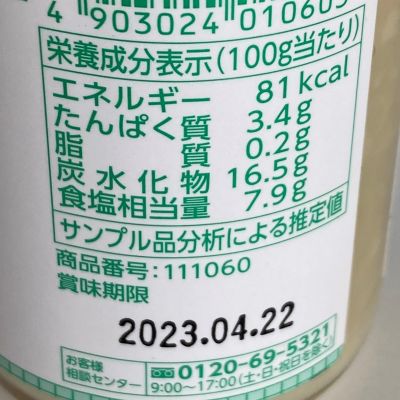 4 903024 010605
栄養成分表示(100g当たり)
エネルギー 81kcal
たんぱく質 3.4g
脂質 0.2g
炭水化物 16.5g
食塩相当量 7.9g
サンプル品分析による推定値
商品番号:111060
賞味期限
2023.04.22
お客様
相談センター
0120-69-5321
9:00~17:00(土・日・祝日を除く)